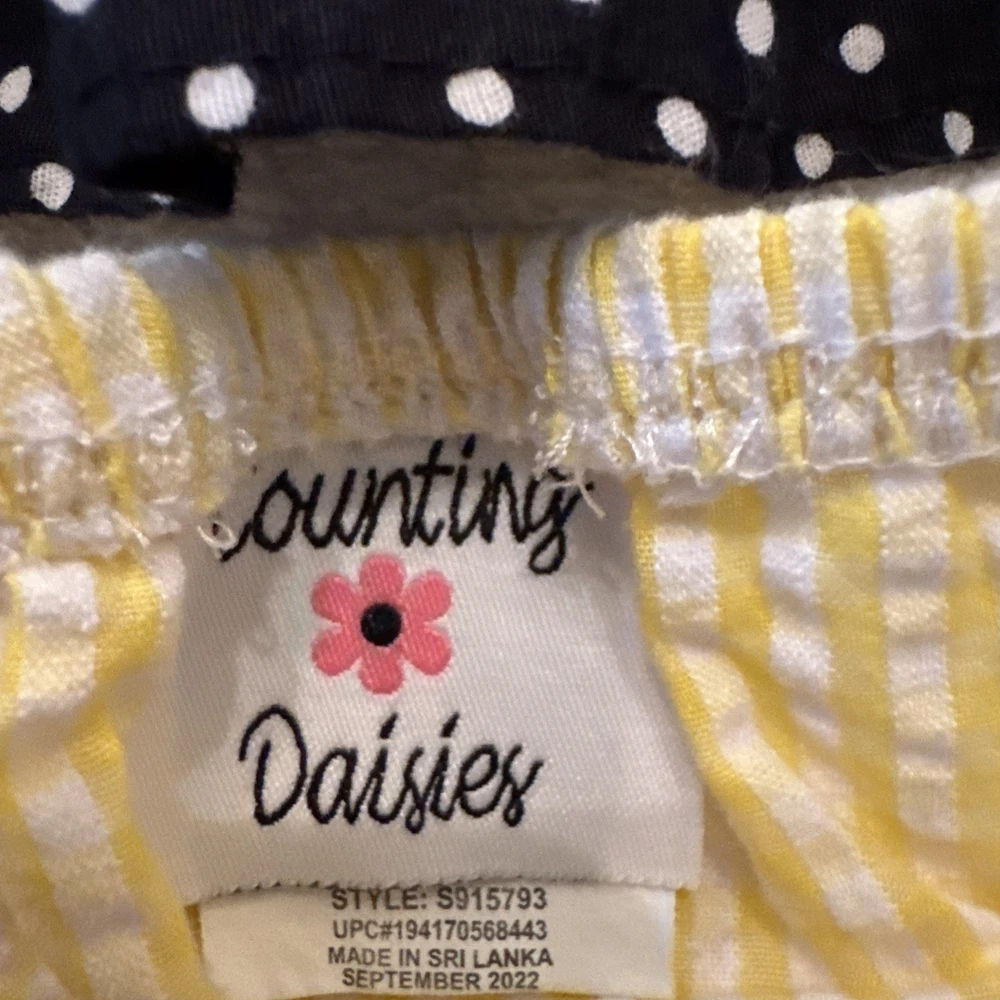 Counting
Daisies
STYLE: S915793
UPC#194170568443
MADE IN SRI LANKA
SEPTEMBER 2022